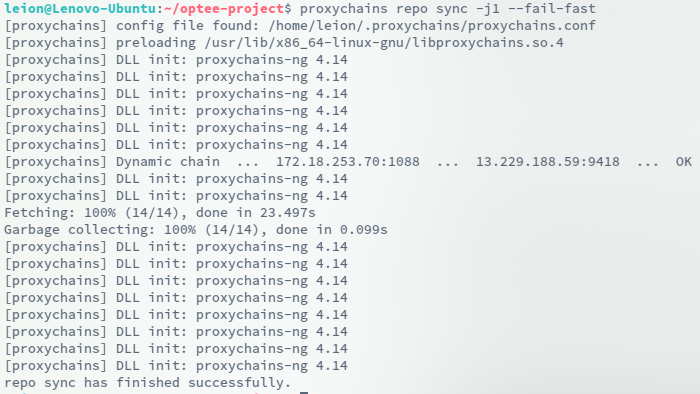 leion@Lenovo-Ubuntu:~/optee-project$ proxychains repo sync -j1 --fail-fast
[proxychains] config file found: /home/leion/.proxychains/proxychains.conf
[proxychains] preloading /usr/lib/x86_64-linux-gnu/libproxychains.so.4
[proxychains] DLL init: proxychains-ng 4.14
[proxychains] DLL init: proxychains-ng 4.14
[proxychains] DLL init: proxychains-ng 4.14
[proxychains] DLL init: proxychains-ng 4.14
[proxychains] DLL init: proxychains-ng 4.14
[proxychains] DLL init: proxychains-ng 4.14
[proxychains] Dynamic chain  ...  172.18.253.70:1088  ...  13.229.188.59:9418  ...  OK
[proxychains] DLL init: proxychains-ng 4.14
[proxychains] DLL init: proxychains-ng 4.14
Fetching: 100% (14/14), done in 23.497s
Garbage collecting: 100% (14/14), done in 0.099s
[proxychains] DLL init: proxychains-ng 4.14
[proxychains] DLL init: proxychains-ng 4.14
[proxychains] DLL init: proxychains-ng 4.14
[proxychains] DLL init: proxychains-ng 4.14
[proxychains] DLL init: proxychains-ng 4.14
[proxychains] DLL init: proxychains-ng 4.14
[proxychains] DLL init: proxychains-ng 4.14
[proxychains] DLL init: proxychains-ng 4.14
repo sync has finished successfully.